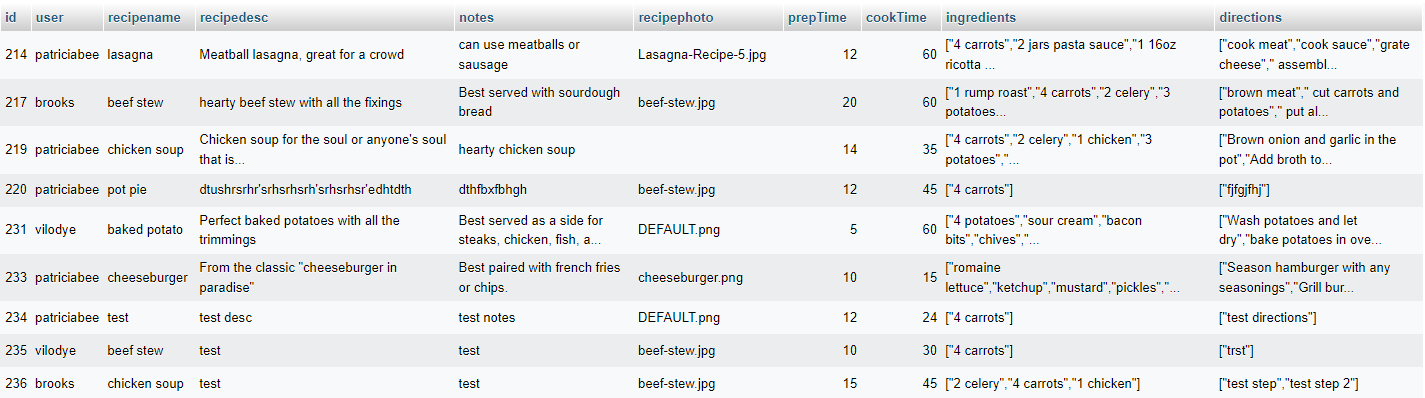 id user recipename recipedesc notes recipephoto prepTime cookTime ingredients directions
214 patriciabee lasagna Meatball lasagna, great for a crowd can use meatballs or sausage Lasagna-Recipe-5.jpg 12 60 ["4 carrots","2 jars pasta sauce","1 16oz ricotta ... ["cook meat","cook sauce","grate cheese"," assembl...
217 brooks beef stew hearty beef stew with all the fixings Best served with sourdough bread beef-stew.jpg 20 60 ["1 rump roast","4 carrots","2 celery","3 potatoes... ["brown meat"," cut carrots and potatoes"," put al...
219 patriciabee chicken soup Chicken soup for the soul or anyone's soul that is... hearty chicken soup 14 35 ["4 carrots","2 celery","1 chicken","3 potatoes","... ["Brown onion and garlic in the pot","Add broth to...
220 patriciabee pot pie dtushrsrhr'srhsrhsrh'srhsrhsr'edhtdth dthfbxfbhgh beef-stew.jpg 12 45 ["4 carrots"] ["fjfgjfhj"]
231 vilodye baked potato Perfect baked potatoes with all the trimmings Best served as a side for steaks, chicken, fish, a... DEFAULT.png 5 60 ["4 potatoes","sour cream","bacon bits","chives","... ["Wash potatoes and let dry","bake potatoes in ove...
233 patriciabee cheeseburger From the classic "cheeseburger in paradise" Best paired with french fries or chips. cheeseburger.png 10 15 ["romaine lettuce","ketchup","mustard","pickles","... ["Season hamburger with any seasonings","Grill bur...
234 patriciabee test test desc test notes DEFAULT.png 12 24 ["4 carrots"] ["test directions"]
235 vilodye beef stew test test beef-stew.jpg 10 30 ["4 carrots"] ["trst"]
236 brooks chicken soup test test beef-stew.jpg 15 45 ["2 celery","4 carrots","1 chicken"] ["test step","test step 2"]